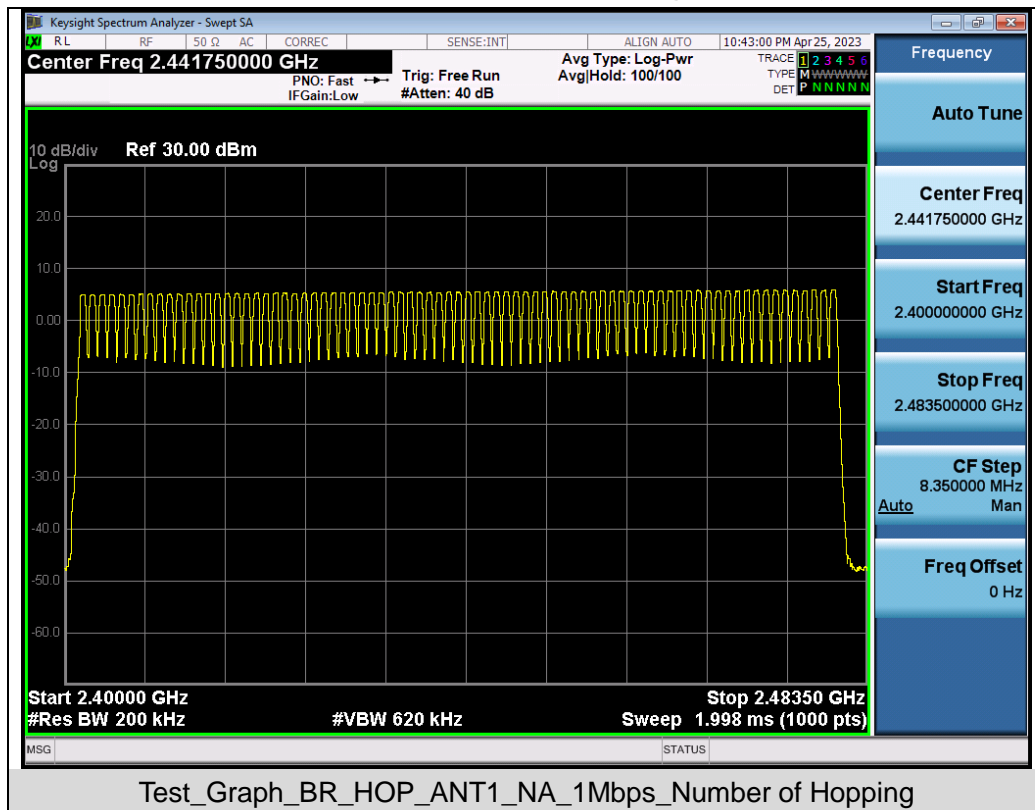 Keysight Spectrum Analyzer - Swept SA
LXI RL RF 50 Ω AC CORREC SENSE:INT ALIGN AUTO 10:43:00 PM Apr 25, 2023
Center Freq 2.441750000 GHz
PNO: Fast
IFGain:Low
Trig: Free Run
#Atten: 40 dB
Avg Type: Log-Pwr
Avg|Hold: 100/100
TRACE 1 2 3 4 5 6
TYPE M WWWWW
DET P N N N N N
10 dB/div Ref 30.00 dBm
Log
20.0
10.0
0.00
-10.0
-20.0
-30.0
-40.0
-50.0
-60.0
Start 2.40000 GHz Stop 2.48350 GHz
#Res BW 200 kHz #VBW 620 kHz Sweep 1.998 ms (1000 pts)
MSG STATUS
Frequency
Auto Tune
Center Freq
2.441750000 GHz
Start Freq
2.400000000 GHz
Stop Freq
2.483500000 GHz
CF Step
8.350000 MHz
Auto Man
Freq Offset
0 Hz
Test_Graph_BR_HOP_ANT1_NA_1Mbps_Number of Hopping